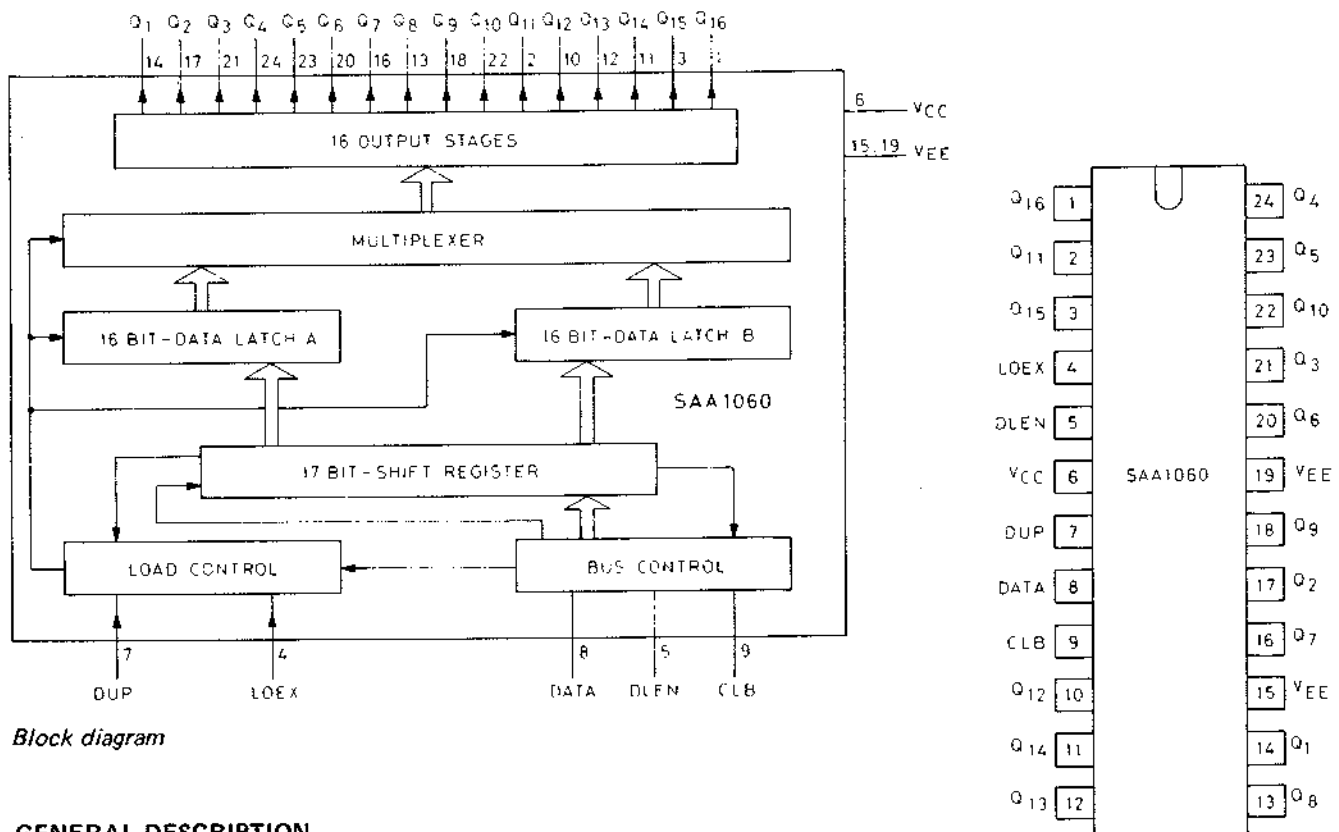 Q1 Q2 Q3 Q4 Q5 Q6 Q7 Q8 Q9 Q10 Q11 Q12 Q13 Q14 Q15 Q16
14 17 21 24 23 20 16 13 18 22 2 10 12 11 3 1
16 OUTPUT STAGES
6 VCC
15,19 VEE
MULTIPLEXER
16 BIT-DATA LATCH A
16 BIT-DATA LATCH B
SAA1060
17 BIT-SHIFT REGISTER
LOAD CONTROL
BUS CONTROL
7 4 8 5 9
DUP LOEX DATA DLEN CLB
Block diagram
Q16 1 24 Q4
Q11 2 23 Q5
Q15 3 22 Q10
LOEX 4 21 Q3
DLEN 5 20 Q6
VCC 6 SAA1060 19 VEE
DUP 7 18 Q9
DATA 8 17 Q2
CLB 9 16 Q7
Q12 10 15 VEE
Q14 11 14 Q1
Q13 12 13 Q8
GENERAL DESCRIPTION